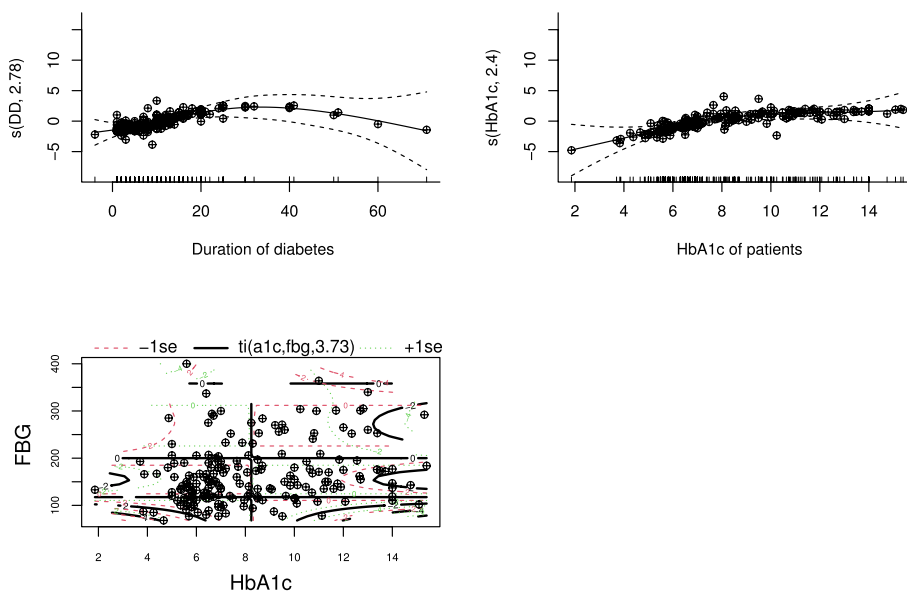 s(DD, 2.78)
10
5
0
−5
0 20 40 60
Duration of diabetes
s(HbA1c, 2.4)
10
5
0
−5
2 4 6 8 10 12 14
HbA1c of patients
−1se ti(a1c,fbg,3.73) +1se
FBG
400
300
200
100
2 4 6 8 10 12 14
HbA1c